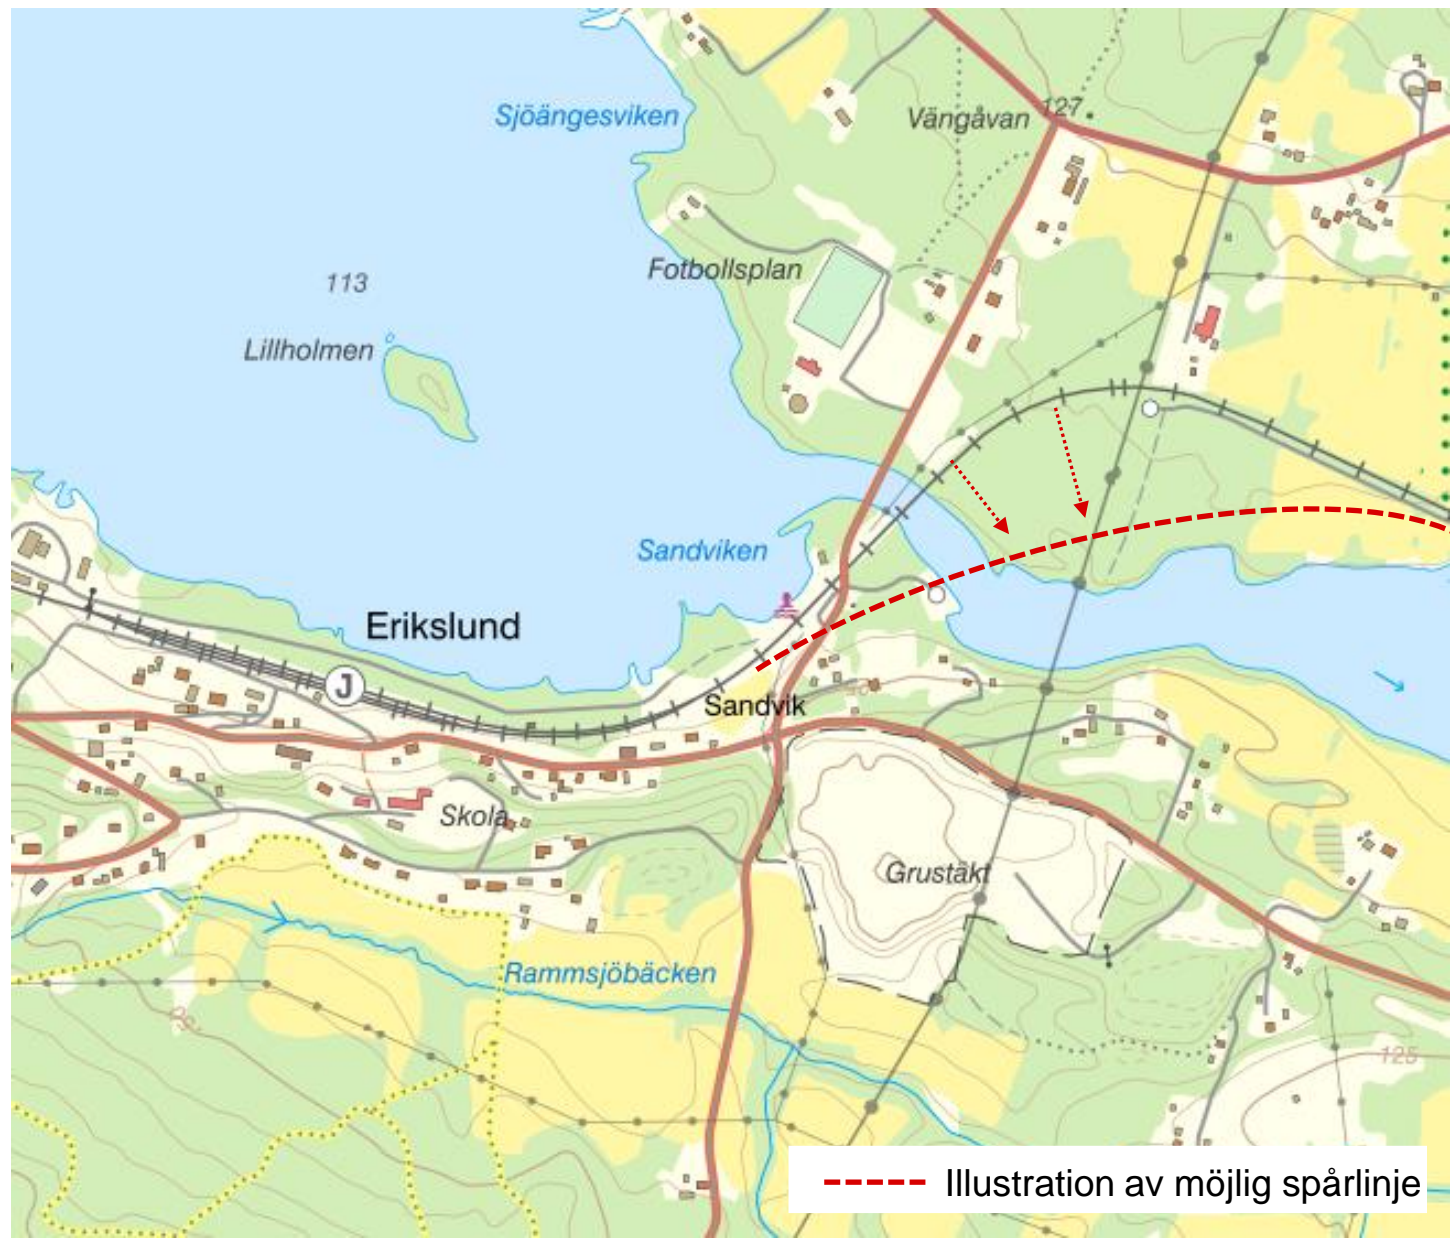 Sjöängesviken
Vängåvan
127
Fotbollsplan
113
Lillholmen
Sandviken
Erikslund
J
Sandvik
Skola
Grustäkt
Rammsjöbäcken
125
Illustration av möjlig spårlinje